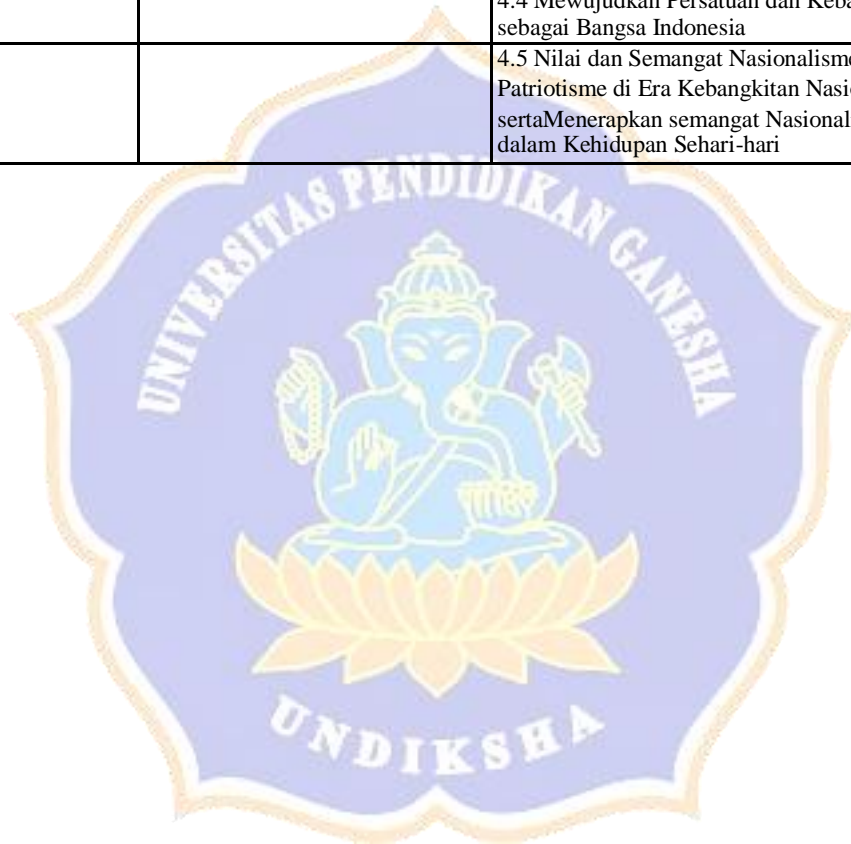 4.4 Mewujudkan Persatuan dan
sebagai Bangsa Indonesia
4.5 Nilai dan Semangat
Patriotisme di Era Kebangkitan
sertaMenerapkan semangat
dalam Kehidupan Sehari-hari
UNIVERSITAS PENDIDIKAN GANESHA
UNDIKSHA